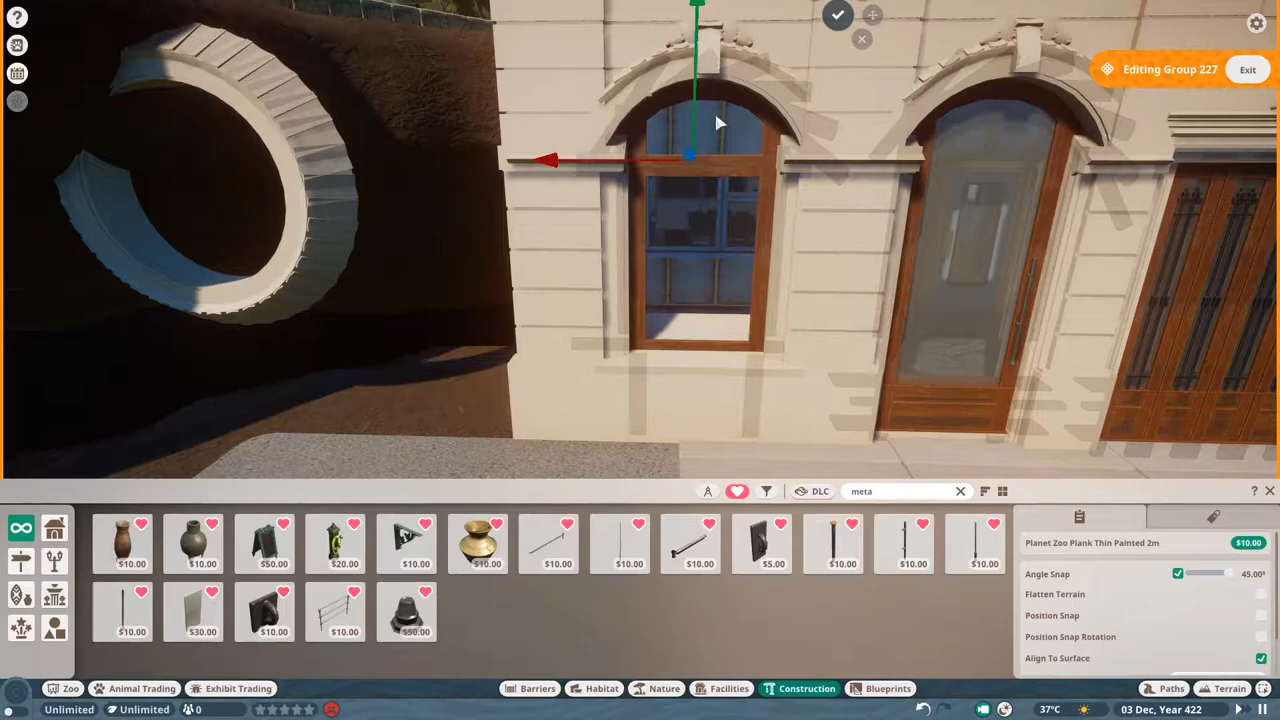 Editing Group 227
Exit
DLC
meta
$10.00
$10.00
$50.00
$20.00
$10.00
$10.00
$10.00
$10.00
$10.00
$5.00
$10.00
$10.00
$10.00
$10.00
$30.00
$10.00
$10.00
$50.00
Planet Zoo Plank Thin Painted 2m
$10.00
Angle Snap
45.00°
Flatten Terrain
Position Snap
Position Snap Rotation
Align To Surface
Zoo
Animal Trading
Exhibit Trading
Barriers
Habitat
Nature
Facilities
Construction
Blueprints
Paths
Terrain
Unlimited
Unlimited
0
37°C
03 Dec, Year 422